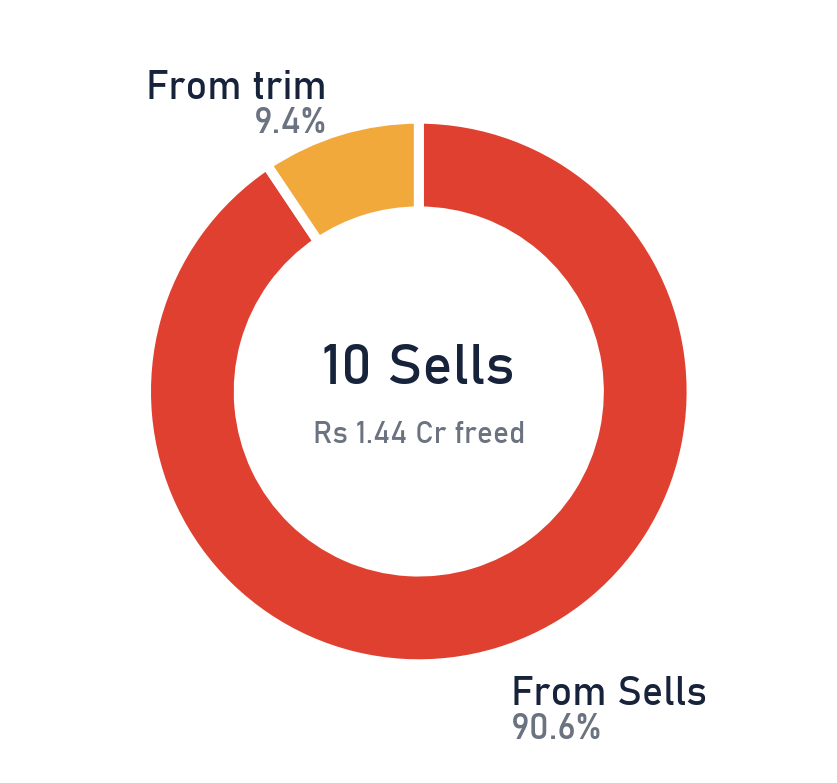 From trim
9.4%
10 Sells
Rs 1.44 Cr freed
From Sells
90.6%